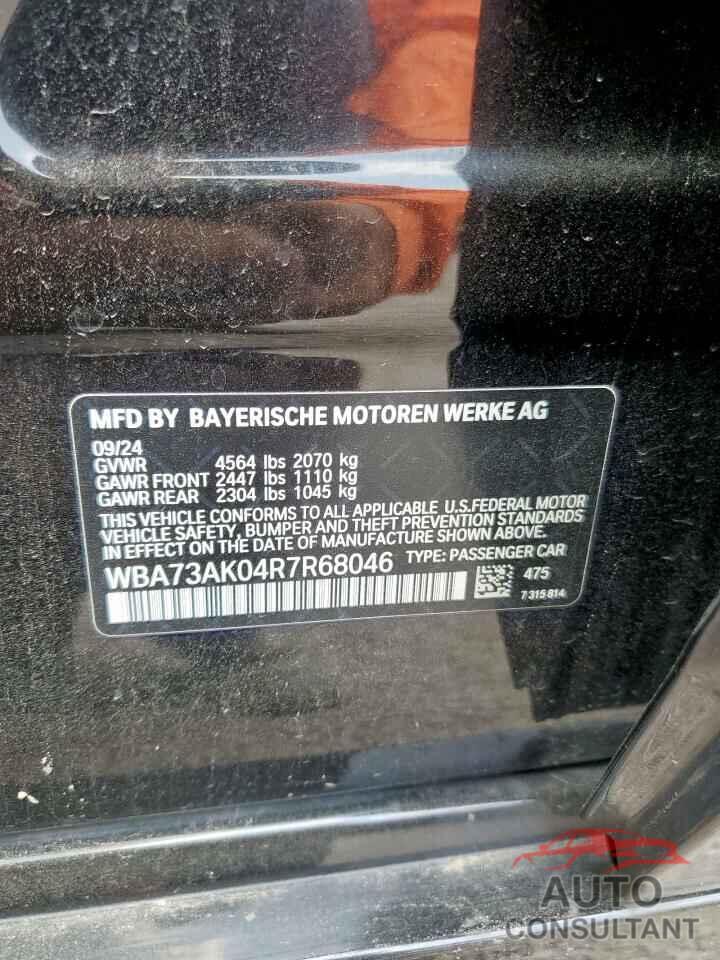 MFD BY BAYERISCHE MOTOREN WERKE AG
09/24
GVWR 4564 lbs 2070 kg
GAWR FRONT 2447 lbs 1110 kg
GAWR REAR 2304 lbs 1045 kg
THIS VEHICLE CONFORMS TO ALL APPLICABLE U.S.FEDERAL MOTOR
VEHICLE SAFETY, BUMPER AND THEFT PREVENTION STANDARDS
IN EFFECT ON THE DATE OF MANUFACTURE SHOWN ABOVE.
WBA73AK04R7R68046 TYPE: PASSENGER CAR
475
7 315 814
AUTO
CONSULTANT